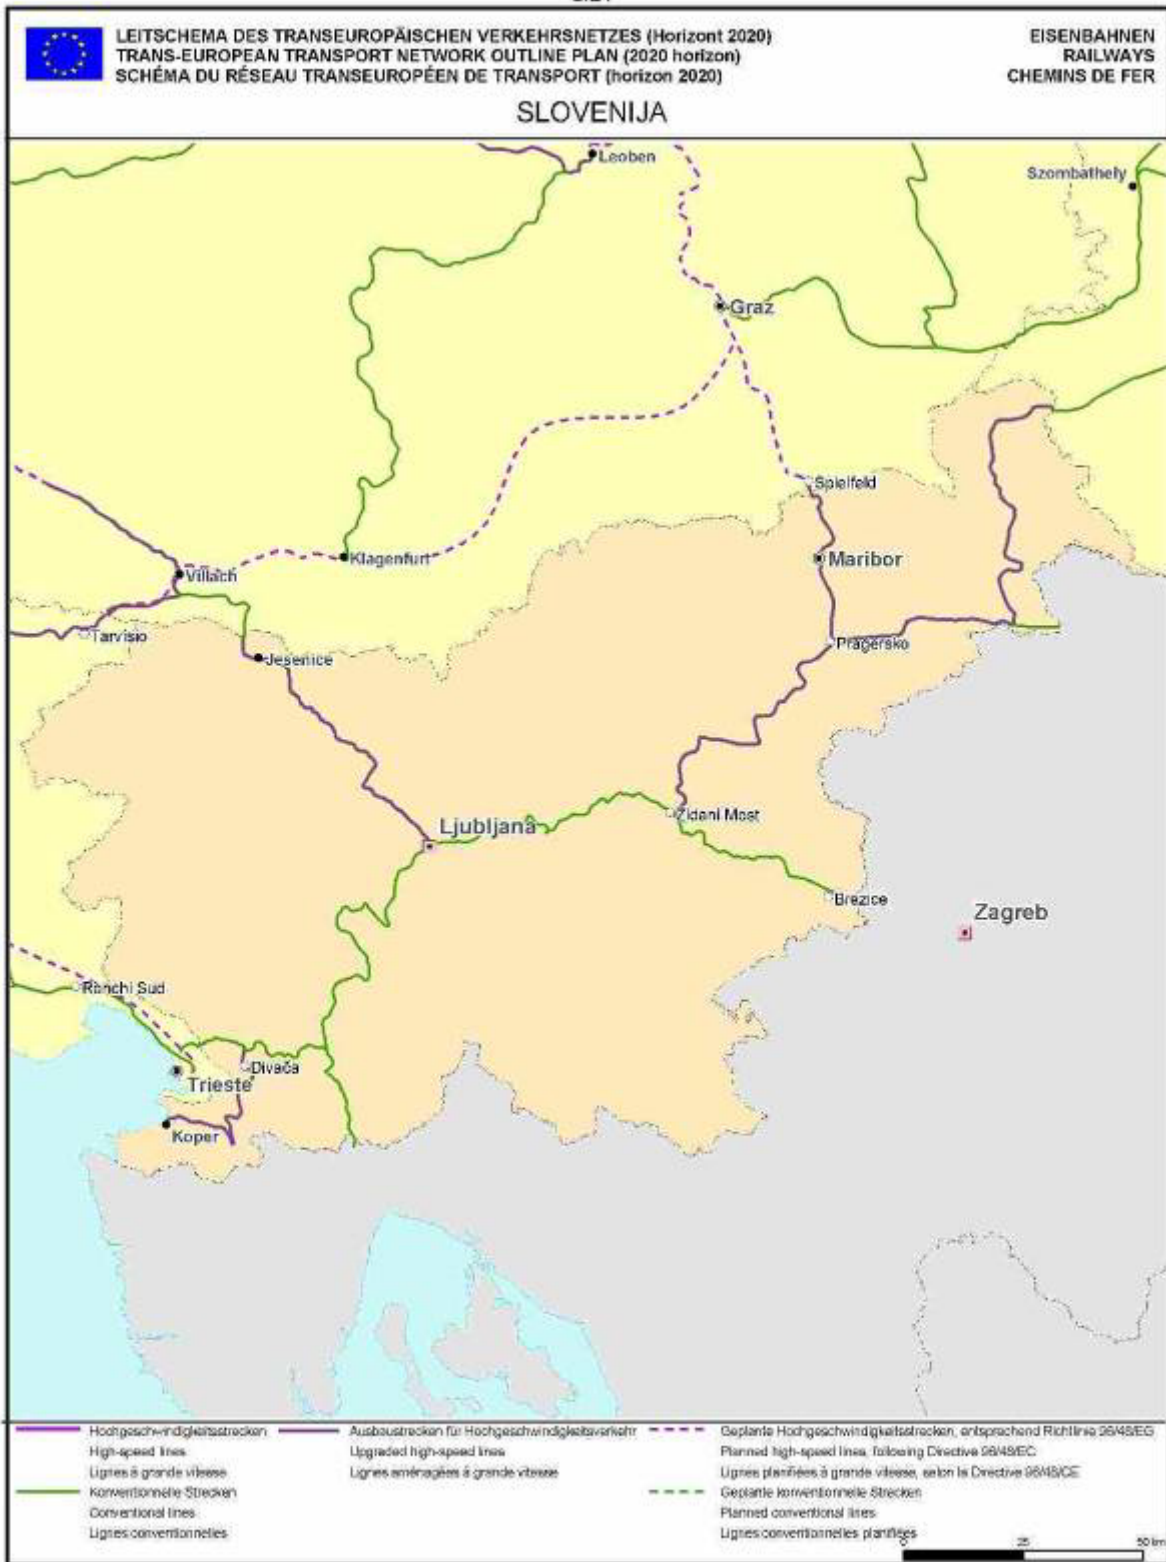 LEITSCHEMA DES TRANSEUROPÄISCHEN VERKEHRSNETZES (Horizont 2020)
TRANS-EUROPEAN TRANSPORT NETWORK OUTLINE PLAN (2020 horizon)
SCHÉMA DU RÉSEAU TRANSEUROPÉEN DE TRANSPORT (horizon 2020)
EISENBAHNEN
RAILWAYS
CHEMINS DE FER
SLOVENIJA
Leoben
Szombathely
Graz
Spielfeld
Klagenfurt
Maribor
Villach
Tarvisio
Pragersko
Jesenice
Zidani Most
Ljubljana
Brezice
Zagreb
Ronchi Sud
Divača
Trieste
Koper
Hochgeschwindigkeitsstrecken
High-speed lines
Lignes à grande vitesse
Konventionelle Strecken
Conventional lines
Lignes conventionnelles
Ausbaustrecken für Hochgeschwindigkeitsverkehr
Upgraded high-speed lines
Lignes aménagées à grande vitesse
Geplante Hochgeschwindigkeitsstrecken, entsprechend Richtlinie 96/48/EG
Planned high-speed lines, following Directive 96/48/EC
Lignes planifiées à grande vitesse, selon la Directive 96/48/CE
Geplante konventionnelle Strecken
Planned conventional lines
Lignes conventionnelles planifiées
0 25 50 km